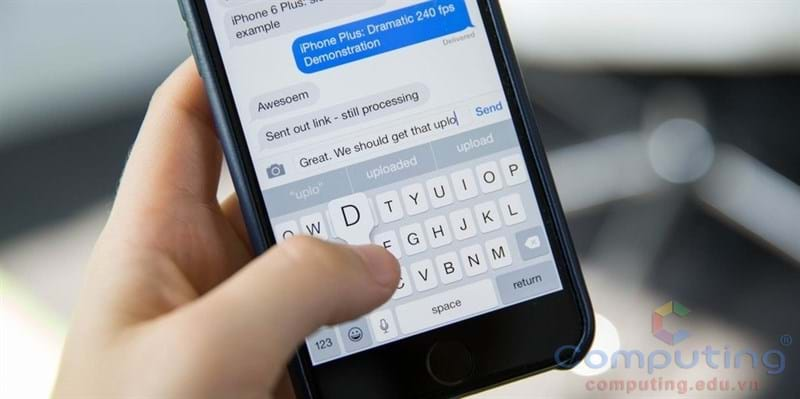 iPhone 6 Plus:
example
iPhone Plus: Dramatic 240 fps
Demonstration
Delivered
Awesoem
Sent out link - still processing
Great. We should get that uplo
Send
"uplo"
uploaded
upload
Q W D T Y U I O P
F G H J K L
C V B N M
123
space
return
Computing®
computing.edu.vn